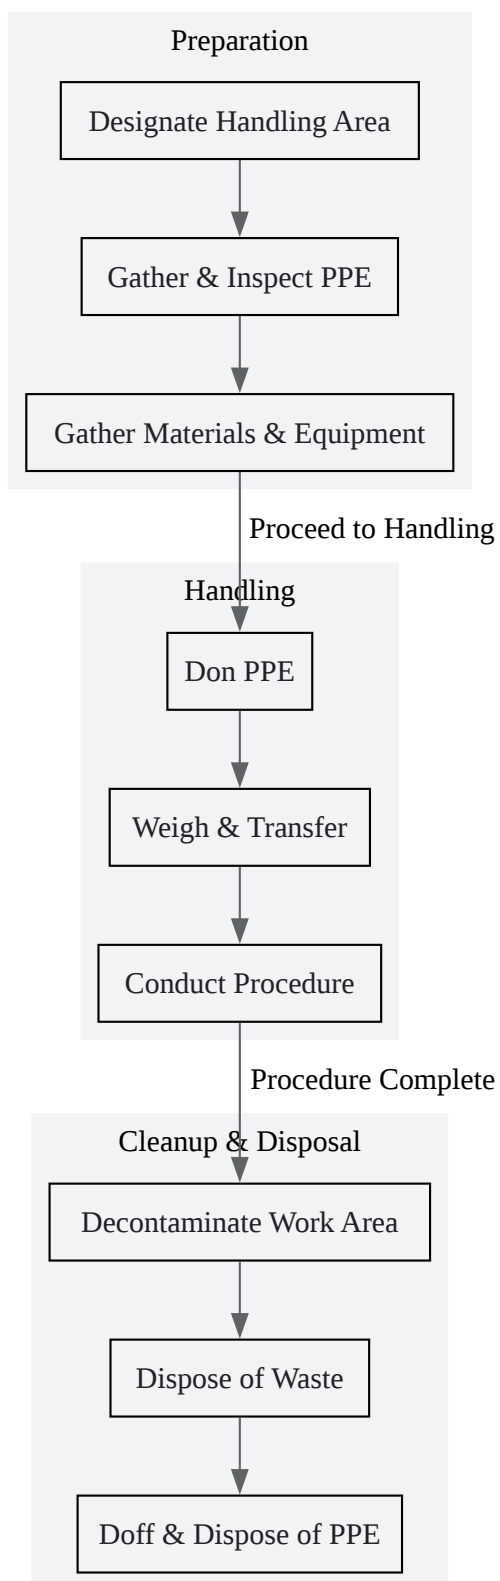 Preparation
Designate Handling Area
Gather & Inspect PPE
Gather Materials & Equipment
Proceed to Handling
Handling
Don PPE
Weigh & Transfer
Conduct Procedure
Procedure Complete
Cleanup & Disposal
Decontaminate Work Area
Dispose of Waste
Doff & Dispose of PPE